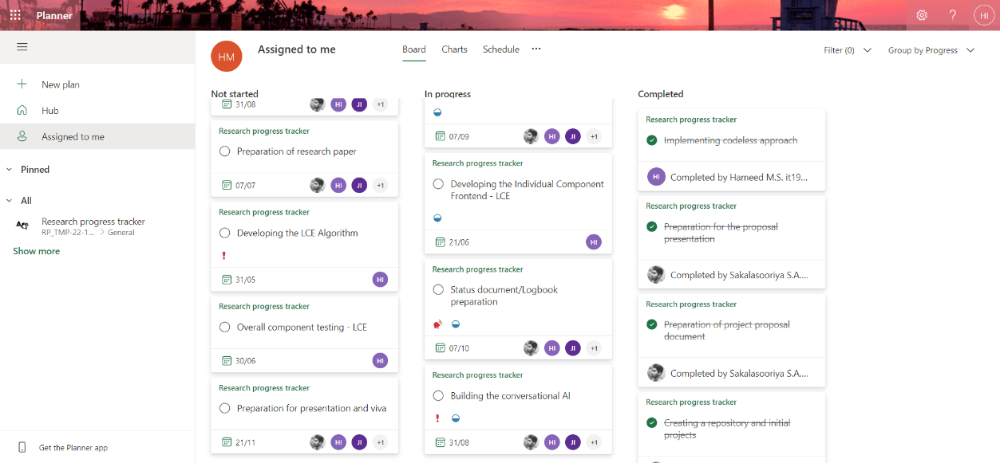 Planner
?
HI
New plan
Hub
Assigned to me
Pinned
All
Research progress tracker
RP_TMP-22-1... > General
Show more
Get the Planner app
HM
Assigned to me
Board Charts Schedule ...
Filter (0) Group by Progress
Not started
31/08 HI JI +1
Research progress tracker
Preparation of research paper
07/07 HI JI +1
Research progress tracker
Developing the LCE Algorithm
31/05 HI
Research progress tracker
Overall component testing - LCE
30/06 HI
Research progress tracker
Preparation for presentation and viva
21/11 HI JI +1
In progress
07/09 HI JI +1
Research progress tracker
Developing the Individual Component
Frontend - LCE
21/06 HI
Research progress tracker
Status document/Logbook
preparation
07/10 HI JI +1
Research progress tracker
Building the conversational AI
31/08 HI JI +1
Completed
Research progress tracker
Implementing codeless approach
HI Completed by Hameed M.S. it19...
Research progress tracker
Preparation for the proposal
presentation
Completed by Sakalasooriya S.A....
Research progress tracker
Preparation of project proposal
document
Completed by Sakalasooriya S.A....
Research progress tracker
Creating a repository and initial
projects